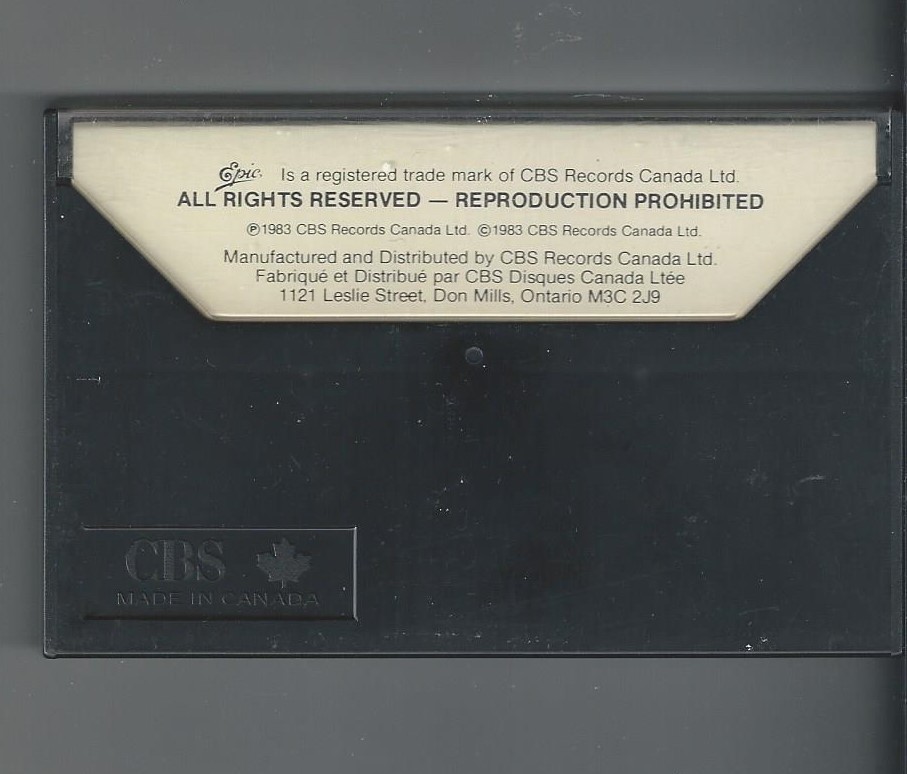 Epic. Is a registered trade mark of CBS Records Canada Ltd.
ALL RIGHTS RESERVED — REPRODUCTION PROHIBITED
℗1983 CBS Records Canada Ltd. ©1983 CBS Records Canada Ltd.
Manufactured and Distributed by CBS Records Canada Ltd.
Fabriqué et Distribué par CBS Disques Canada Ltée
1121 Leslie Street, Don Mills, Ontario M3C 2J9
CBS
MADE IN CANADA